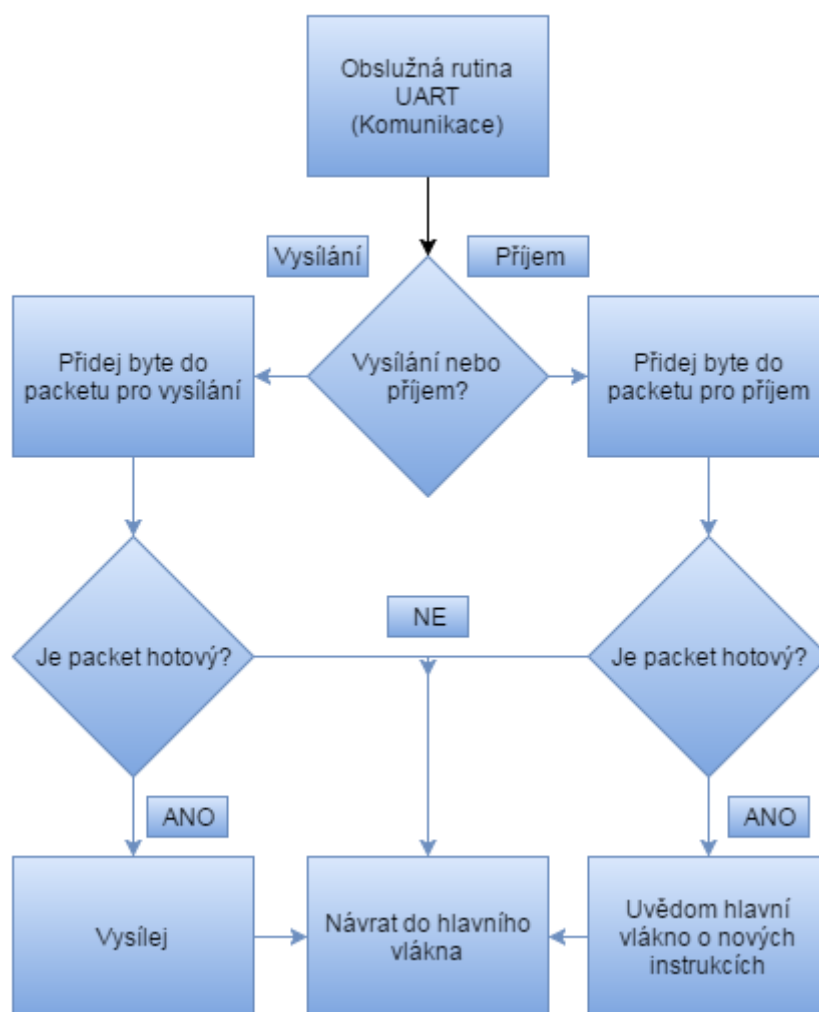 Obslužná rutina
UART
(Komunikace)
Vysílání
Příjem
Přidej byte do
packetu pro vysílání
Vysílání nebo
příjem?
Přidej byte do
packetu pro příjem
Je packet hotový?
NE
Je packet hotový?
ANO
ANO
Vysílej
Návrat do hlavního
vlákna
Uvědom hlavní
vlákno o nových
instrukcích